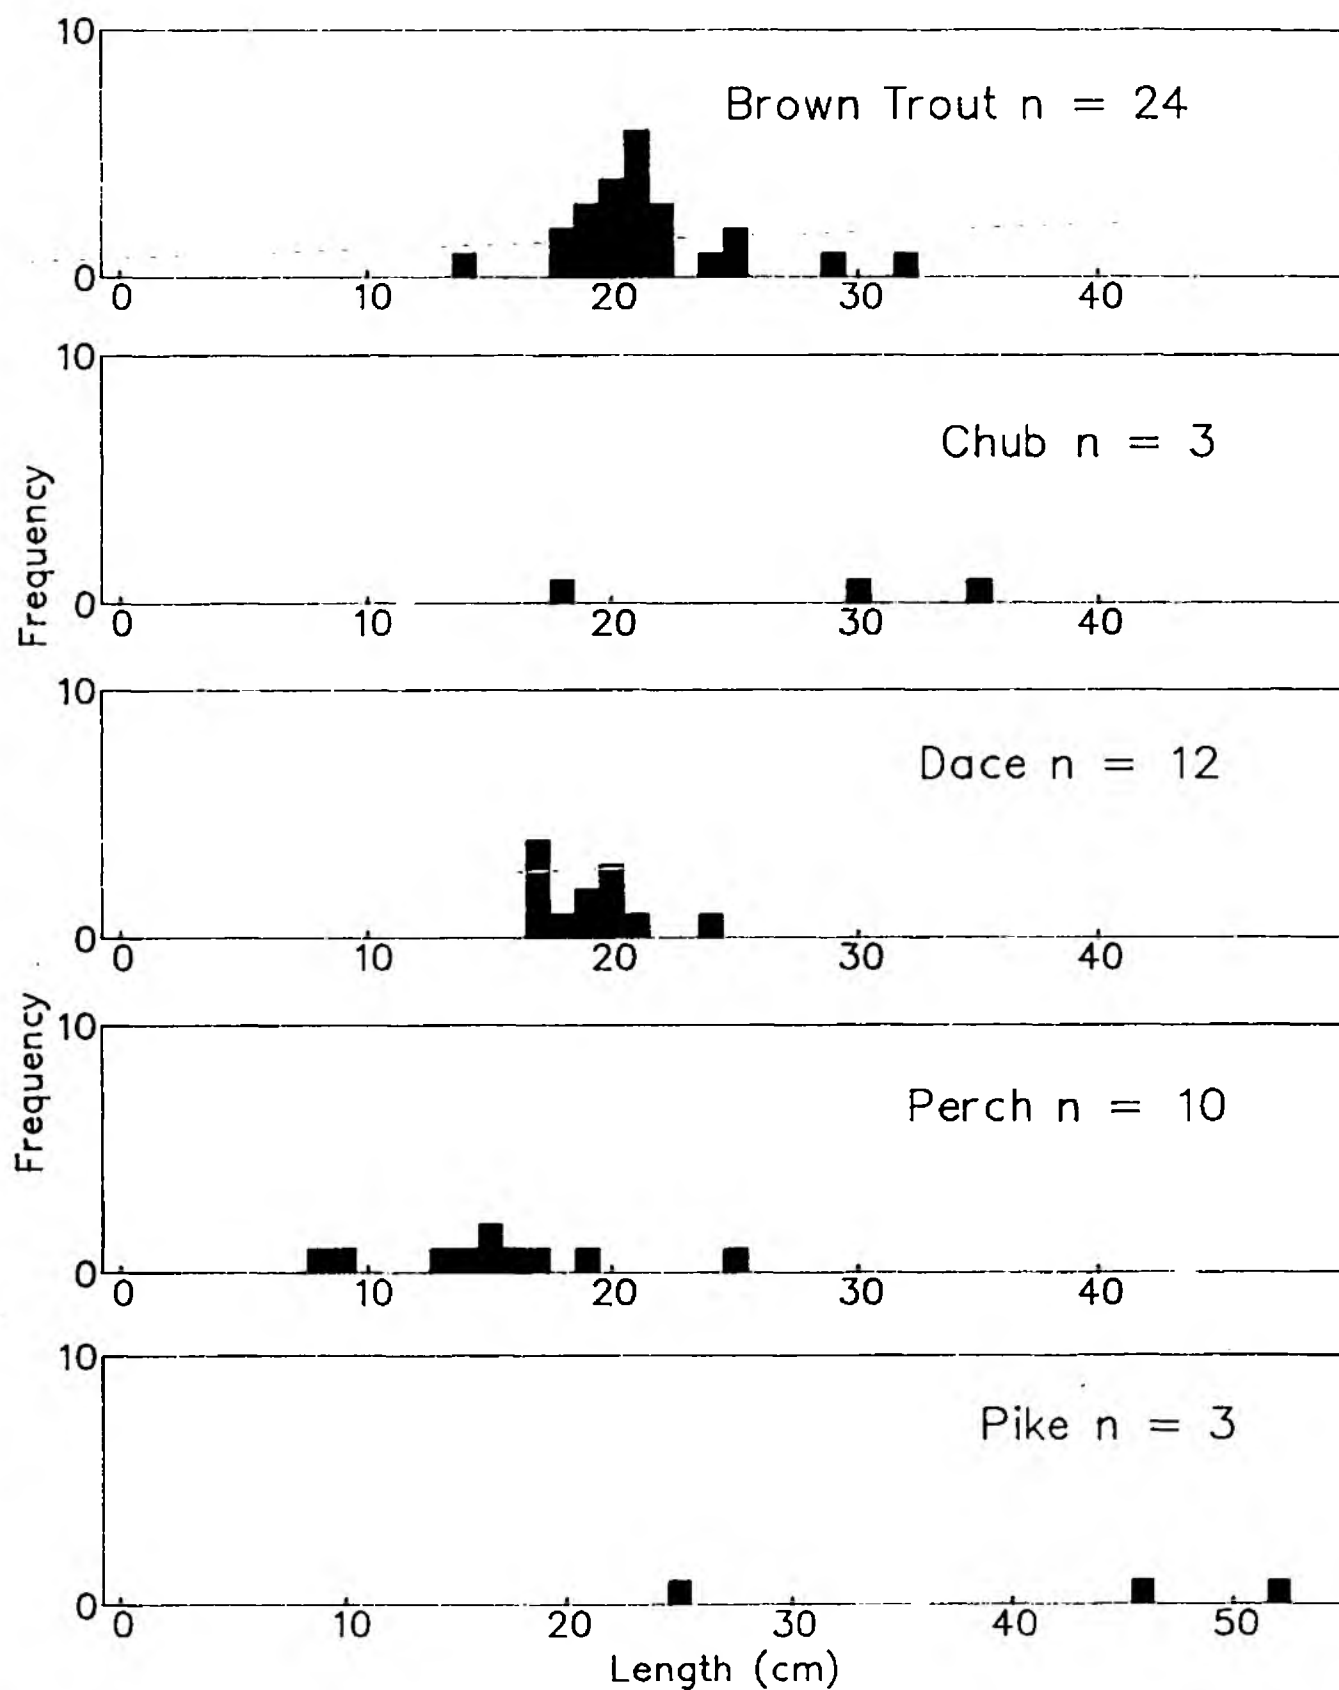 10
Brown Trout n = 24
0
0 10 20 30 40
10
Chub n = 3
0
0 10 20 30 40
Frequency
10
Dace n = 12
0
0 10 20 30 40
10
Perch n = 10
0
0 10 20 30 40
Frequency
10
Pike n = 3
0
0 10 20 30 40 50
Length (cm)